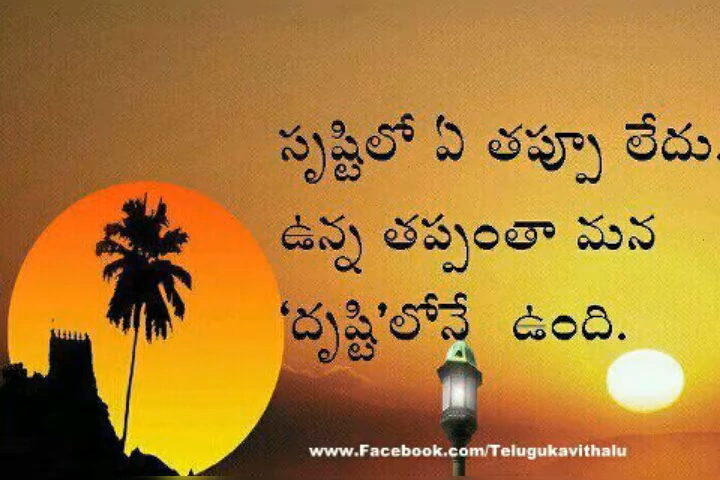 సృష్టిలో ఏ తప్పూ లేదు.
ఉన్న తప్పంతా మన
‘దృష్టి’లోనే ఉంది.
www.Facebook.com/Telugukavithalu